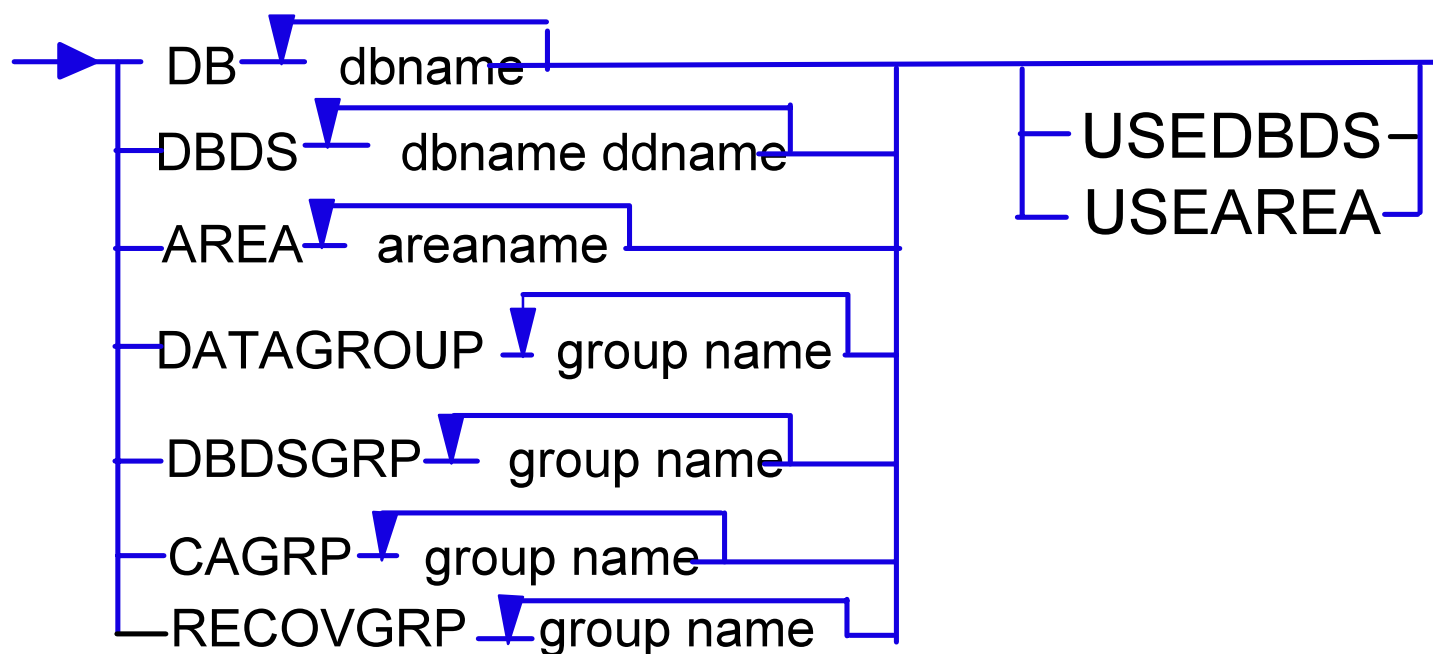 DB dbname
DBDS dbname ddname
USEDBDS
AREA areaname
USEAREA
DATAGROUP group name
DBDSGRP group name
CAGRP group name
RECOVGRP group name